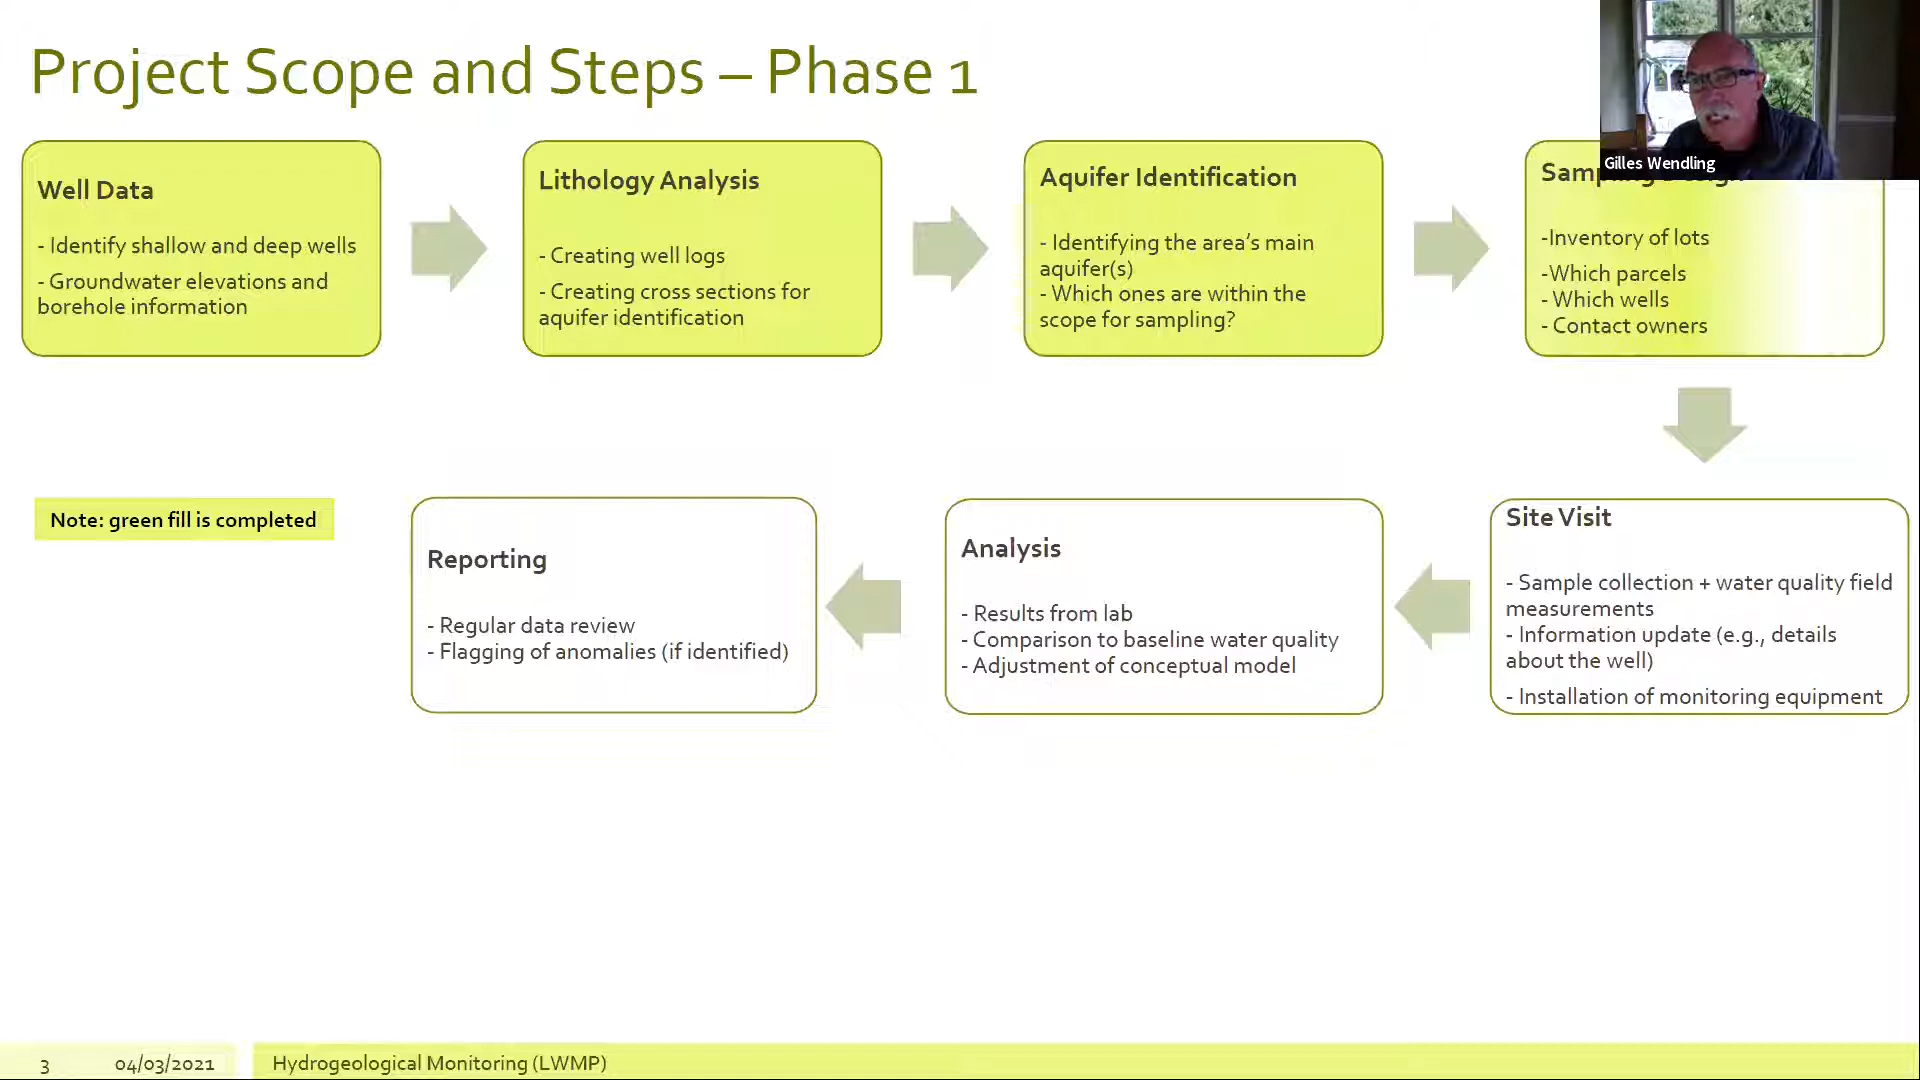 Project Scope and Steps – Phase 1
Gilles Wendling
Well Data
- Identify shallow and deep wells
- Groundwater elevations and
borehole information
Lithology Analysis
- Creating well logs
- Creating cross sections for
aquifer identification
Aquifer Identification
- Identifying the area's main
aquifer(s)
- Which ones are within the
scope for sampling?
-Inventory of lots
-Which parcels
- Which wells
- Contact owners
Site Visit
- Sample collection + water quality field
measurements
- Information update (e.g., details
about the well)
- Installation of monitoring equipment
Analysis
- Results from lab
- Comparison to baseline water quality
- Adjustment of conceptual model
Reporting
- Regular data review
- Flagging of anomalies (if identified)
Note: green fill is completed
3
04/03/2021
Hydrogeological Monitoring (LWMP)